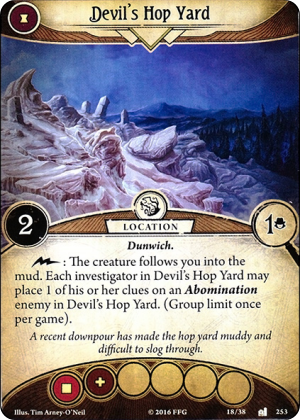 Devil's Hop Yard
2
LOCATION
1
Dunwich.
: The creature follows you into the
mud. Each investigator in Devil's Hop Yard may
place 1 of his or her clues on an Abomination
enemy in Devil's Hop Yard. (Group limit once
per game).
A recent downpour has made the hop yard muddy and
difficult to slog through.
Illus. Tim Arney-O'Neil
© 2016 FFG
18/38
253